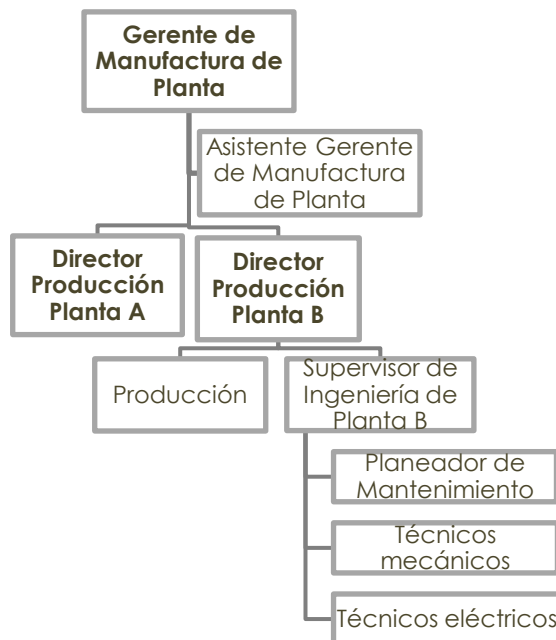 Gerente de
Manufactura de
Planta
Asistente Gerente
de Manufactura
de Planta
Director
Producción
Planta A
Director
Producción
Planta B
Producción
Supervisor de
Ingeniería de
Planta B
Planeador de
Mantenimiento
Técnicos
mecánicos
Técnicos eléctricos